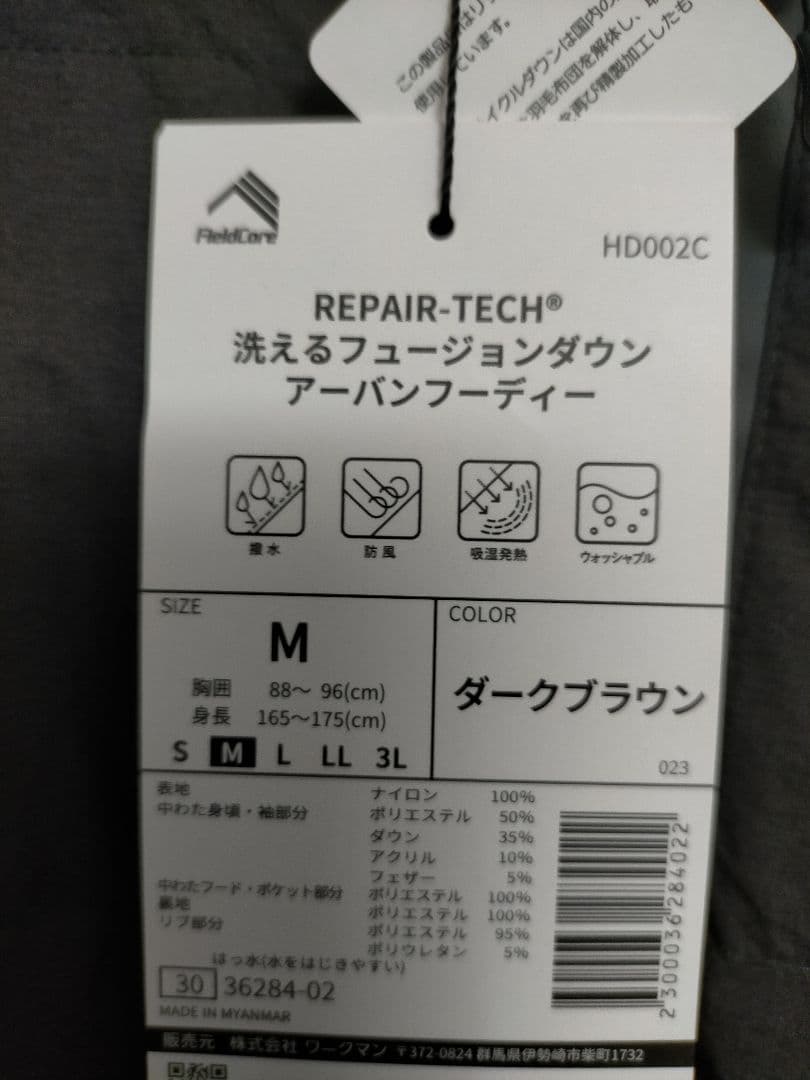 この製品はリ
使用しています。
イクルダウンは国内の
羽毛布団を解体し、
再び精製加工したも
FieldCore
HD002C
REPAIR-TECH®
洗えるフュージョンダウン
アーバンフーディー
撥水 防風 吸湿発熱 ウォッシャブル
SIZE
M
胸囲 88～ 96(cm)
身長 165～175(cm)
S M L LL 3L
COLOR
ダークブラウン
023
表地 ナイロン 100%
中わた身頃・袖部分 ポリエステル 50%
ダウン 35%
アクリル 10%
フェザー 5%
中わたフード・ポケット部分 ポリエステル 100%
裏地 ポリエステル 100%
リブ部分 ポリエステル 95%
ポリウレタン 5%
はっ水(水をはじきやすい)
30 36284-02
MADE IN MYANMAR
2300036284022
販売元 株式会社 ワークマン 〒372-0824 群馬県伊勢崎市柴町1732